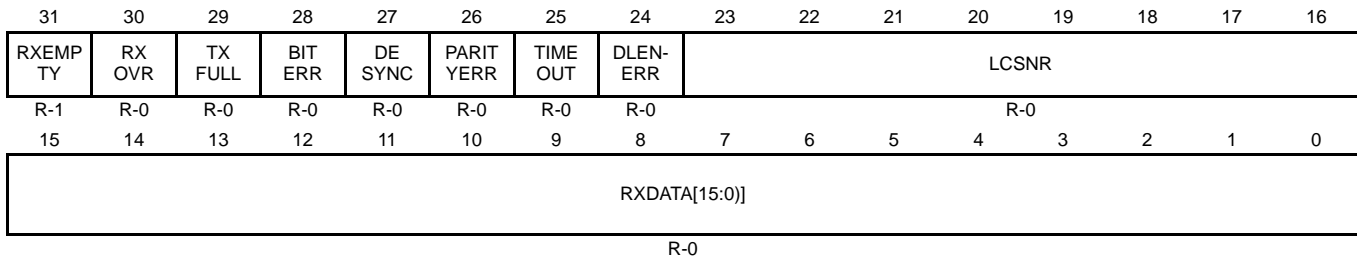 31 30 29 28 27 26 25 24 23 22 21 20 19 18 17 16
RXEMP RX TX BIT DE PARIT TIME DLEN-
TY OVR FULL ERR SYNC YERR OUT ERR LCSNR
R-1 R-0 R-0 R-0 R-0 R-0 R-0 R-0 R-0
15 14 13 12 11 10 9 8 7 6 5 4 3 2 1 0
RXDATA[15:0)]
R-0